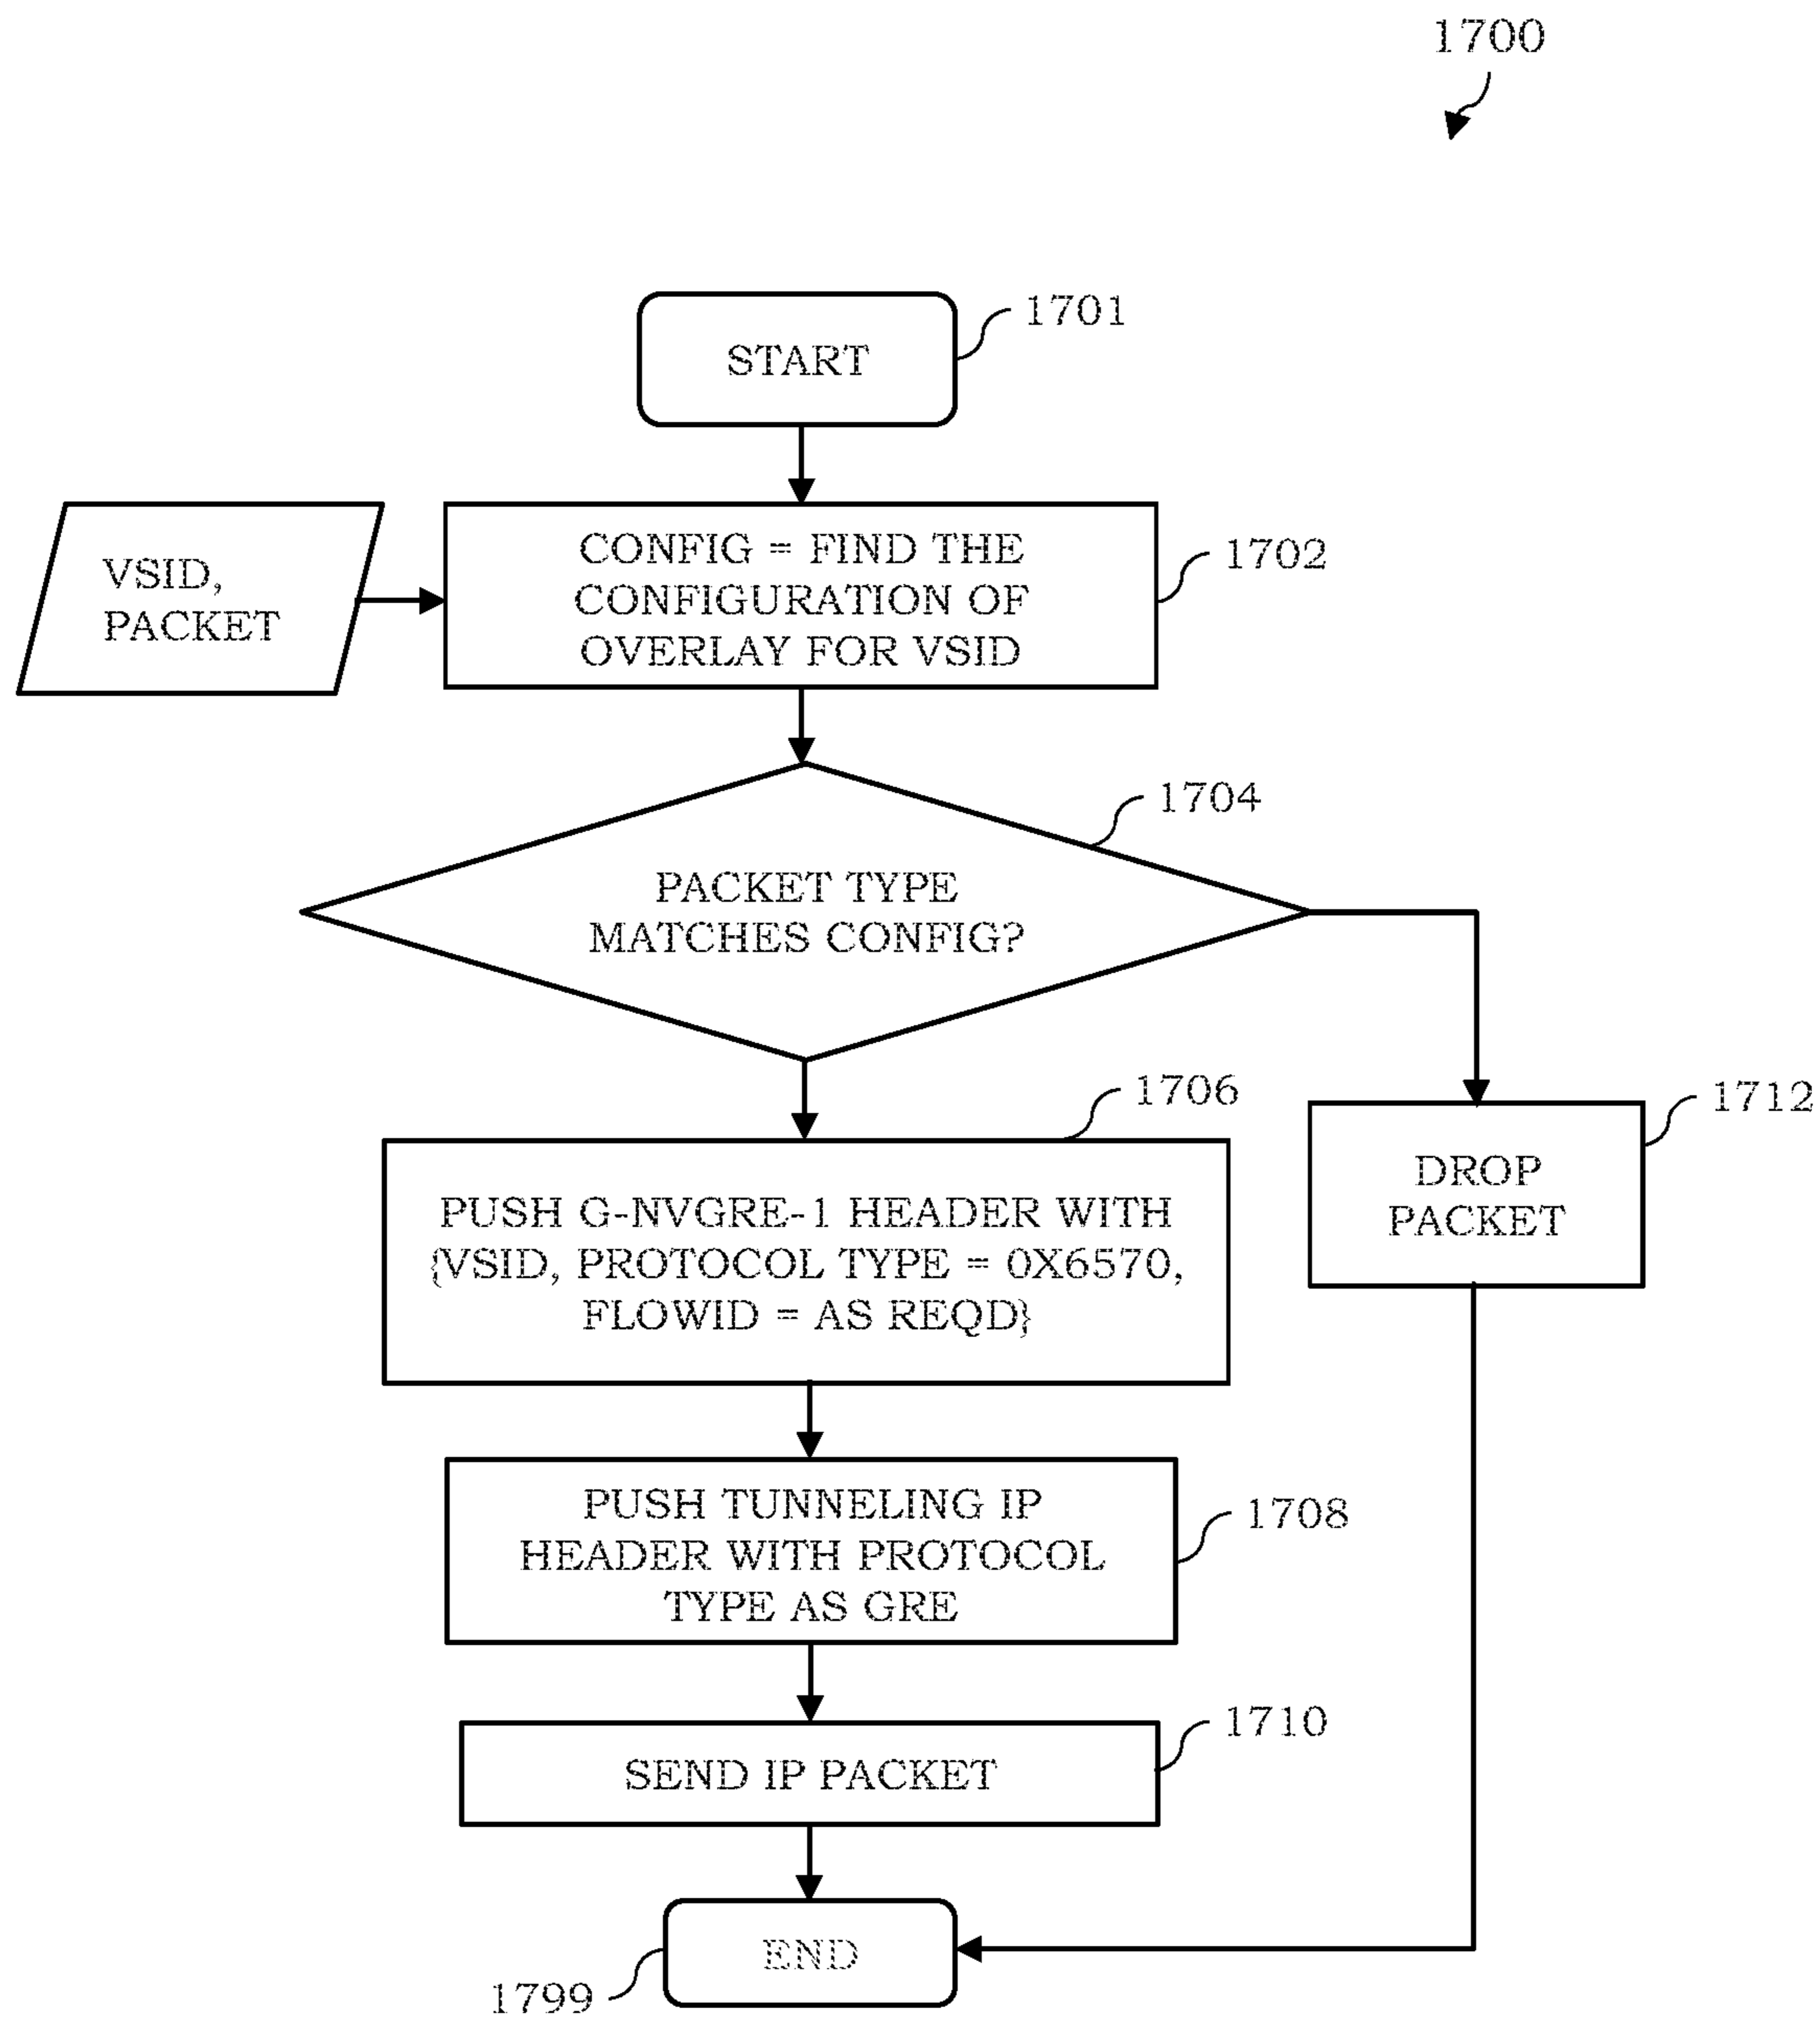 1700
START
1701
VSID,
PACKET
CONFIG = FIND THE
CONFIGURATION OF
OVERLAY FOR VSID
1702
1704
PACKET TYPE
MATCHES CONFIG?
1706
PUSH G-NVGRE-1 HEADER WITH
{VSID, PROTOCOL TYPE = 0X6570,
FLOWID = AS REQD}
1712
DROP
PACKET
PUSH TUNNELING IP
HEADER WITH PROTOCOL
TYPE AS GRE
1708
1710
SEND IP PACKET
END
1799